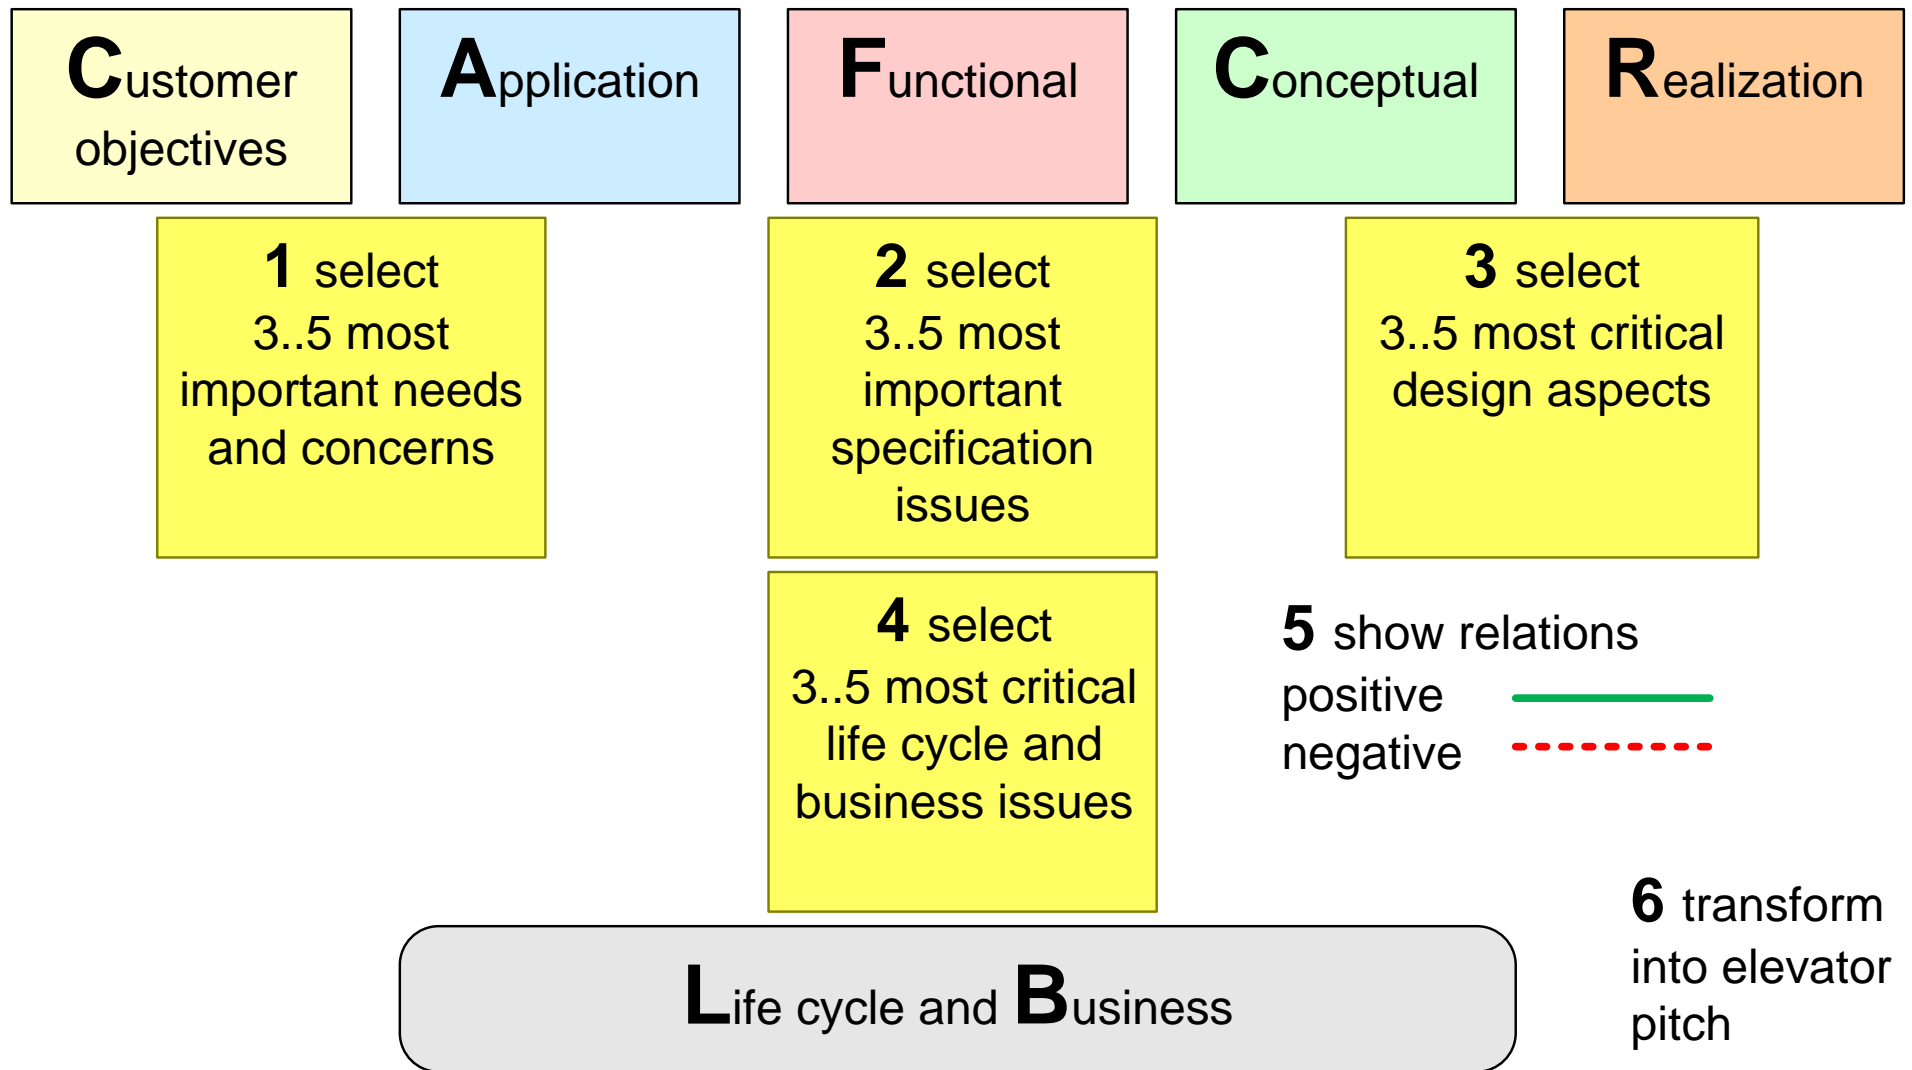 Customer
objectives
Application
Functional
Conceptual
Realization
1 select
3..5 most
important needs
and concerns
2 select
3..5 most
important
specification
issues
3 select
3..5 most critical
design aspects
4 select
3..5 most critical
life cycle and
business issues
5 show relations
positive
negative
6 transform
into elevator
pitch
Life cycle and Business